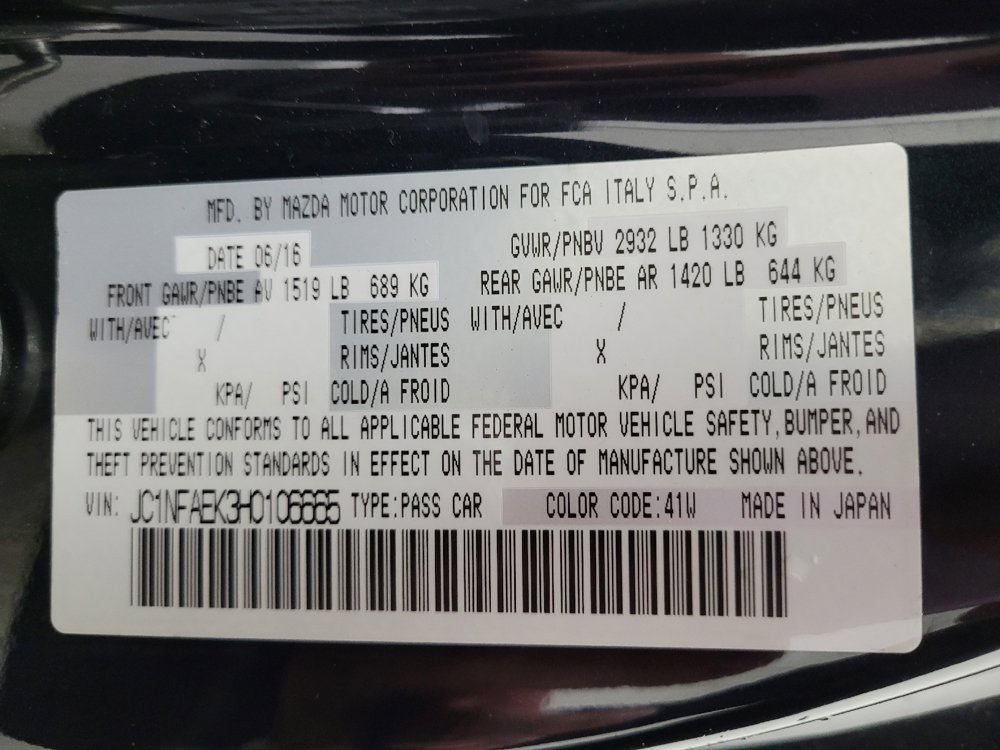 MFD. BY MAZDA MOTOR CORPORATION FOR FCA ITALY S.P.A.
DATE 06/16 GVWR/PNBV 2932 LB 1330 KG
FRONT GAWR/PNBE AV 1519 LB 689 KG REAR GAWR/PNBE AR 1420 LB 644 KG
WITH/AVEC / TIRES/PNEUS WITH/AVEC / TIRES/PNEUS
X RIMS/JANTES X RIMS/JANTES
KPA/ PSI COLD/A FROID KPA/ PSI COLD/A FROID
THIS VEHICLE CONFORMS TO ALL APPLICABLE FEDERAL MOTOR VEHICLE SAFETY, BUMPER, AND
THEFT PREVENTION STANDARDS IN EFFECT ON THE DATE OF MANUFACTURE SHOWN ABOVE.
VIN: JC1NFAEK3H0106665 TYPE:PASS CAR COLOR CODE:41W MADE IN JAPAN